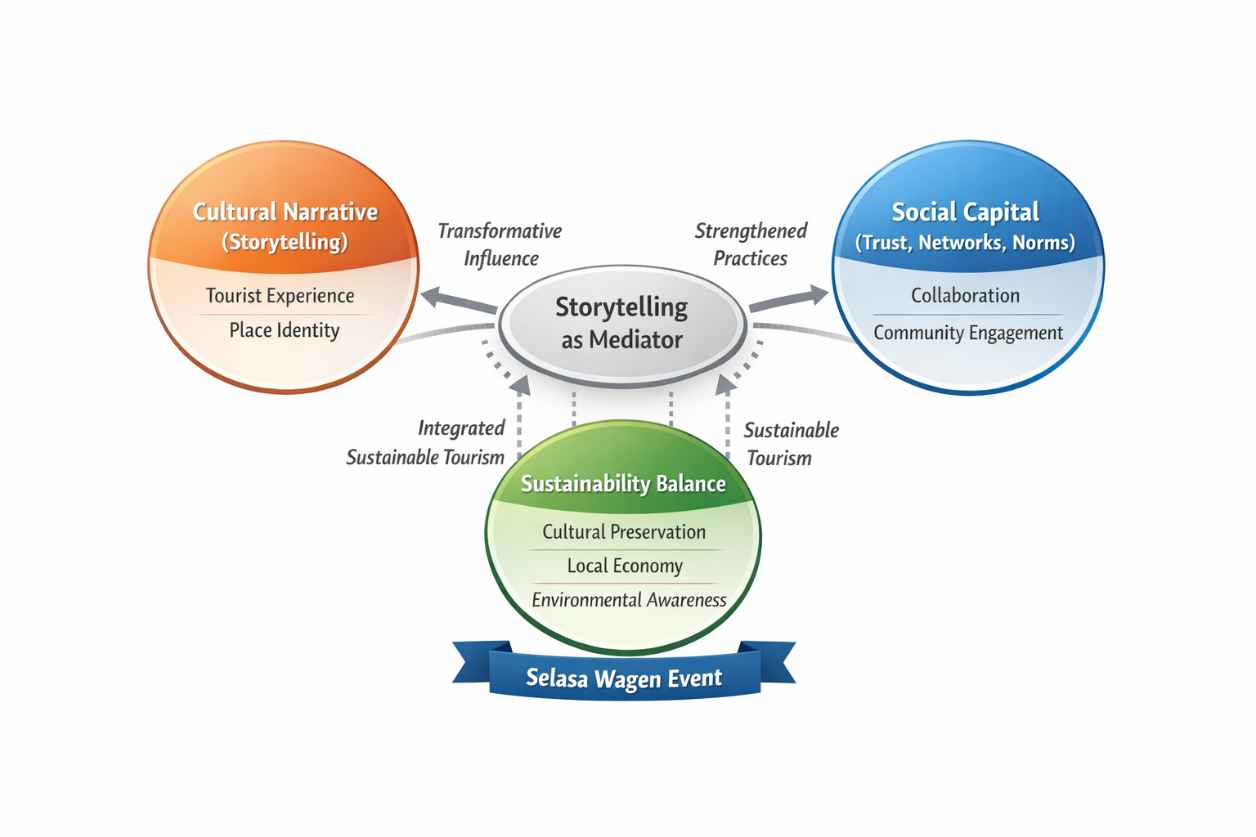 Cultural Narrative
(Storytelling)
Tourist Experience
Place Identity
Transformative
Influence
Storytelling
as Mediator
Strengthened
Practices
Social Capital
(Trust, Networks, Norms)
Collaboration
Community Engagement
Integrated
Sustainable Tourism
Sustainable
Tourism
Sustainability Balance
Cultural Preservation
Local Economy
Environmental Awareness
Selasa Wagen Event